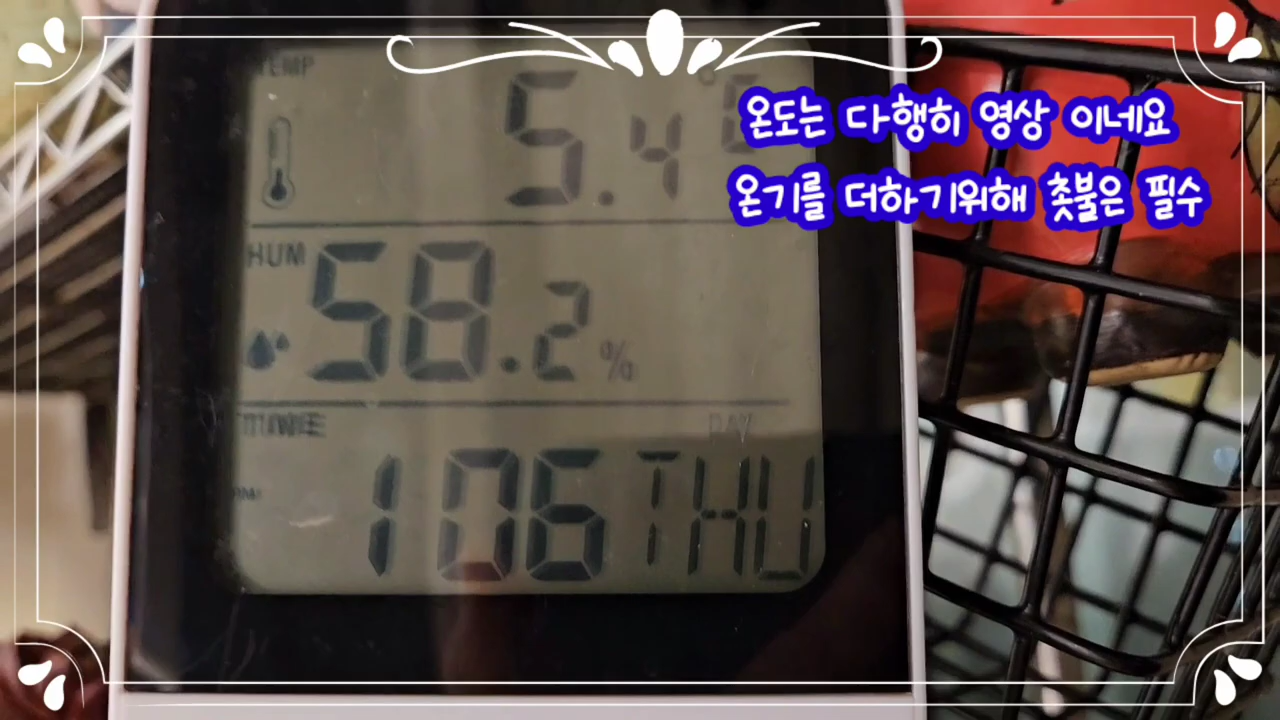 TEMP
5.4 °C
온도는 다행히 영상 이네요
온기를 더하기위해 촛불은 필수
HUM
58.2 %
TIME
DAY
1 06 THU